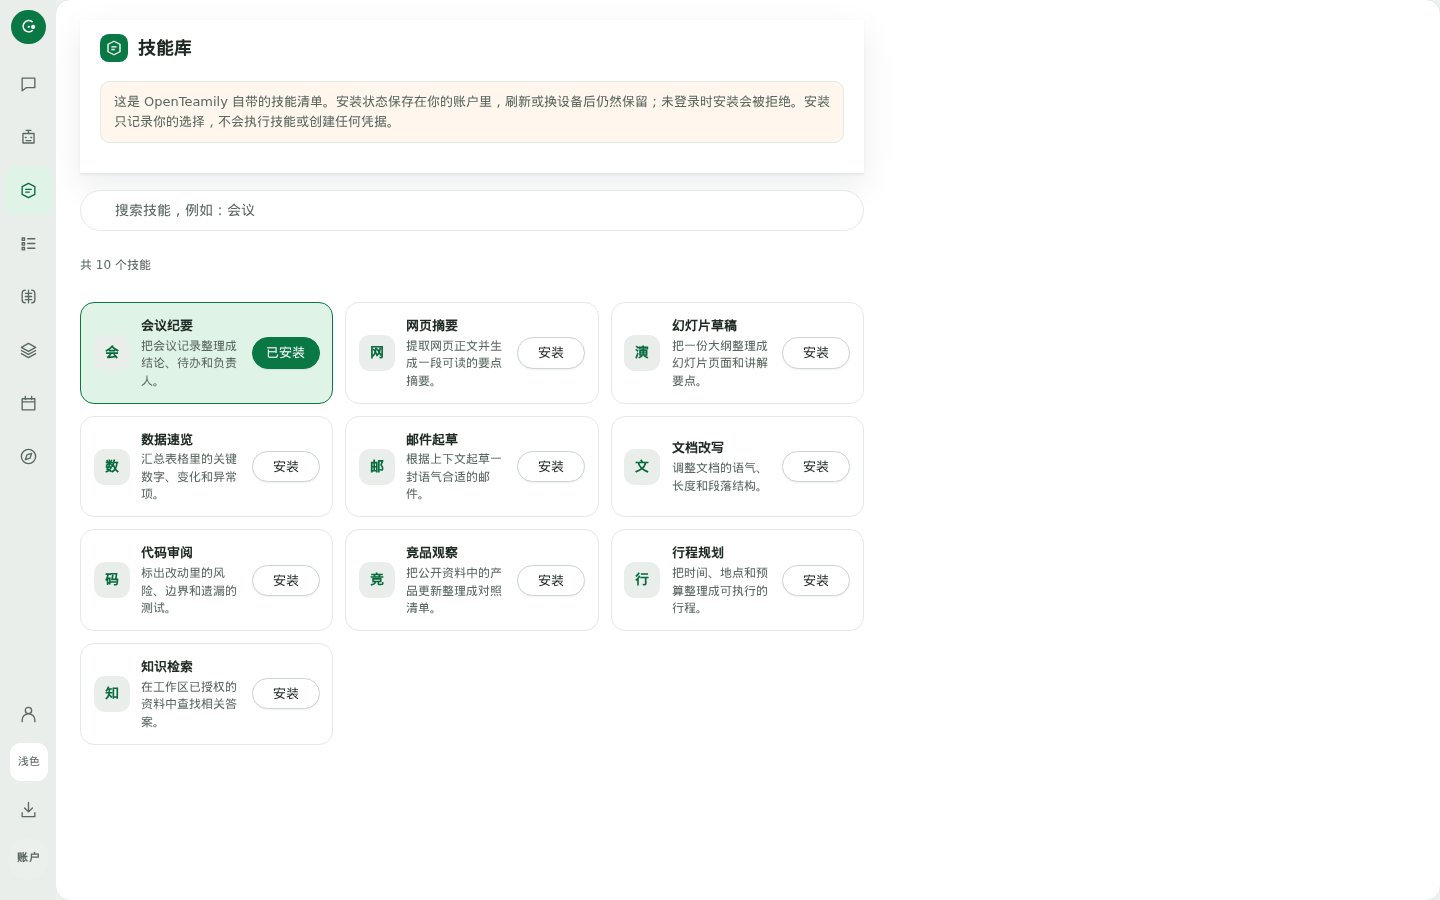 技能库
这是 OpenTeamily 自带的技能清单。安装状态保存在你的账户里，刷新或换设备后仍然保留；未登录时安装会被拒绝。安装
只记录你的选择，不会执行技能或创建任何凭据。
搜索技能，例如：会议
共 10 个技能
会
会议纪要
把会议记录整理成
结论、待办和负责
人。
已安装
网
网页摘要
提取网页正文并生
成一段可读的要点
摘要。
安装
演
幻灯片草稿
把一份大纲整理成
幻灯片页面和讲解
要点。
安装
数
数据速览
汇总表格里的关键
数字、变化和异常
项。
安装
邮
邮件起草
根据上下文起草一
封语气合适的邮
件。
安装
文
文档改写
调整文档的语气、
长度和段落结构。
安装
码
代码审阅
标出改动里的风
险、边界和遗漏的
测试。
安装
竞
竞品观察
把公开资料中的产
品更新整理成对照
清单。
安装
行
行程规划
把时间、地点和预
算整理成可执行的
行程。
安装
知
知识检索
在工作区已授权的
资料中查找相关答
案。
安装
浅色
账户